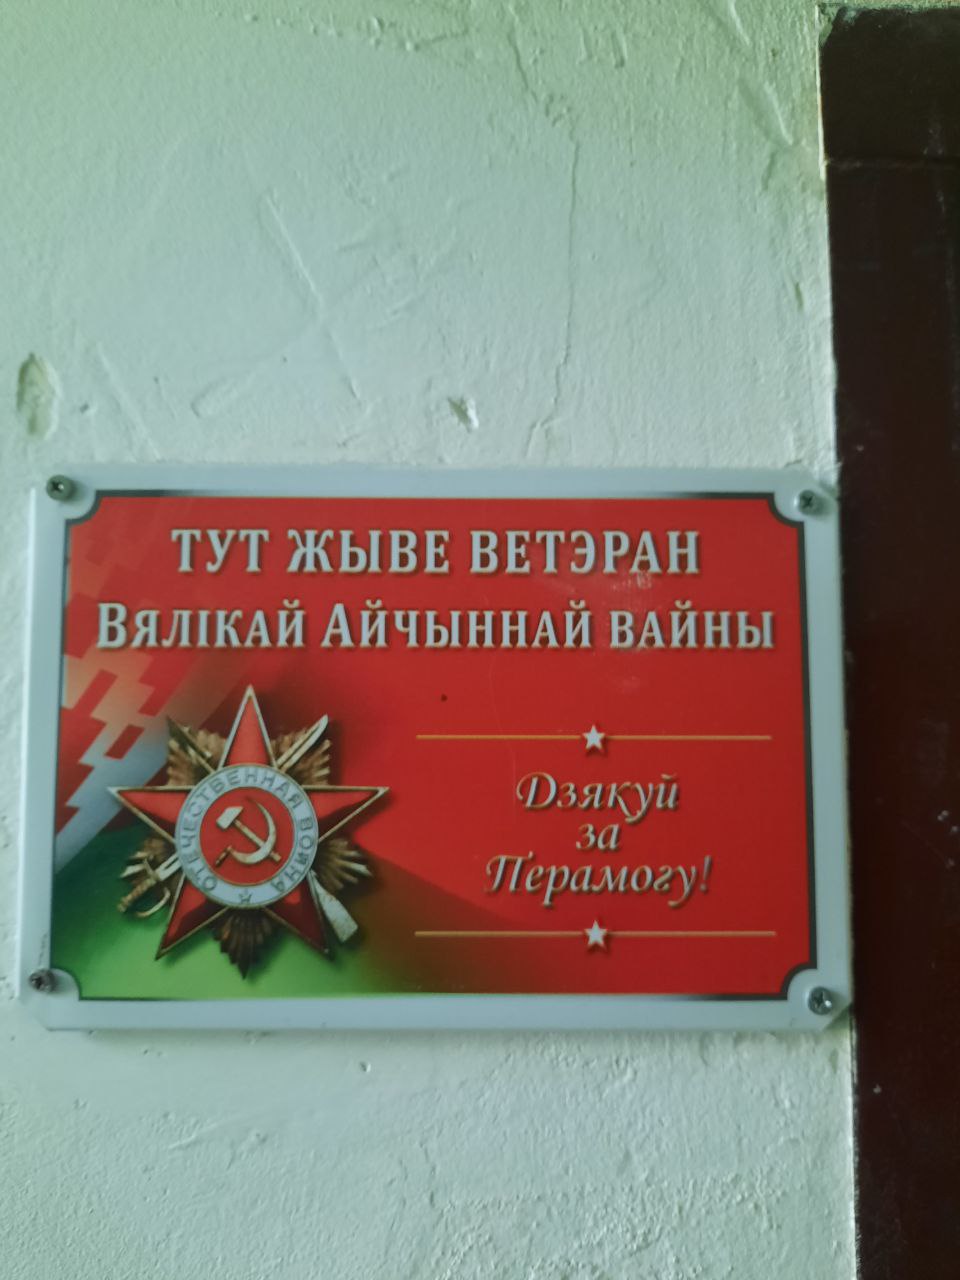 ТУТ ЖЫВЕ ВЕТЭРАН
ВЯЛІКАЙ АЙЧЫННАЙ ВАЙНЫ
ОТЕЧЕСТВЕННАЯ ВОЙНА
Дзякуй
за
Перамогу!